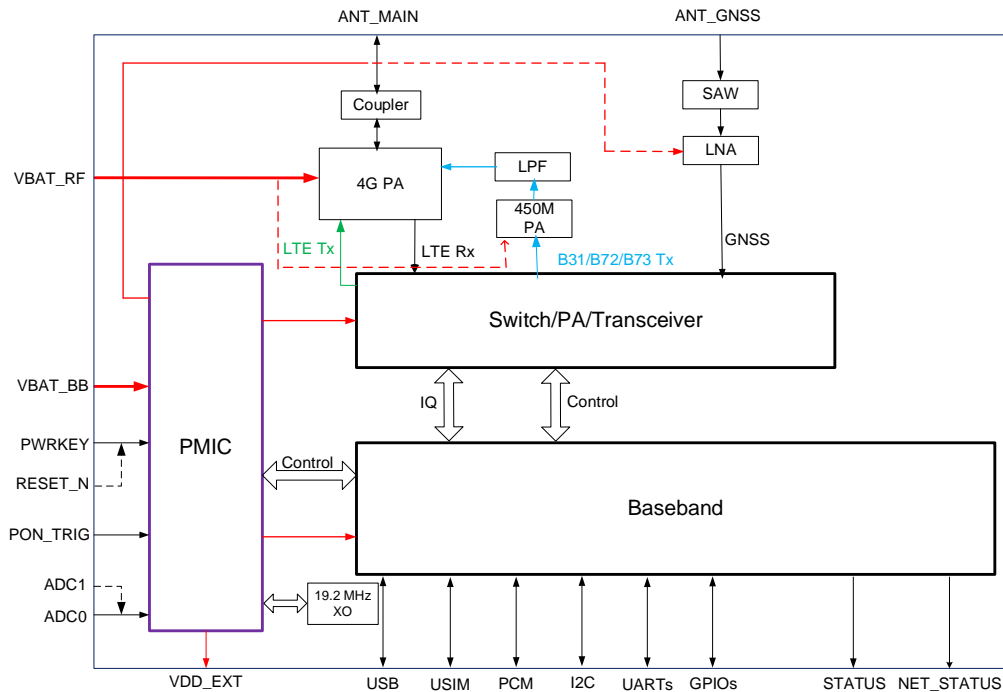 ANT_MAIN
ANT_GNSS
Coupler
SAW
LNA
VBAT_RF
4G PA
LPF
450M
PA
LTE Tx
LTE Rx
B31/B72/B73 Tx
GNSS
Switch/PA/Transceiver
VBAT_BB
IQ
Control
PWRKEY
PMIC
RESET_N
Control
Baseband
PON_TRIG
ADC1
ADC0
19.2 MHz
XO
VDD_EXT
USB
USIM
PCM
I2C
UARTs
GPIOs
STATUS
NET_STATUS